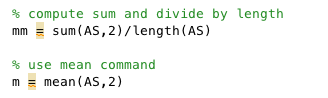 % compute sum and divide by length
mm = sum(AS,2)/length(AS)
% use mean command
m = mean(AS,2)